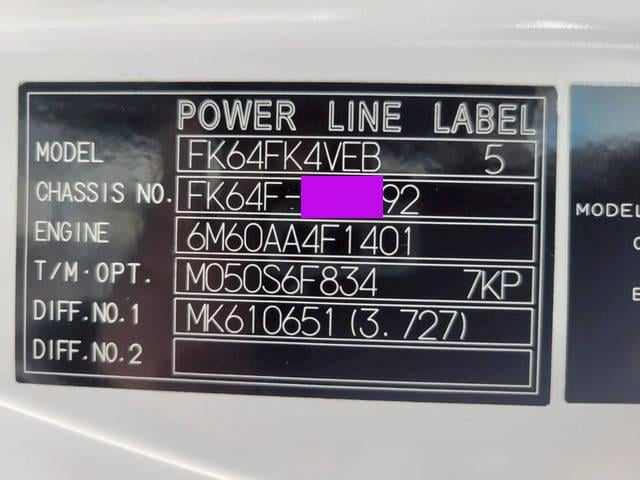 POWER LINE LABEL
MODEL FK64FK4VEB 5
CHASSIS NO. FK64F- 92
ENGINE 6M60AA4F1401
T/M·OPT. M050S6F834 7KP
DIFF.NO.1 MK610651(3.727)
DIFF.NO.2
MODEL